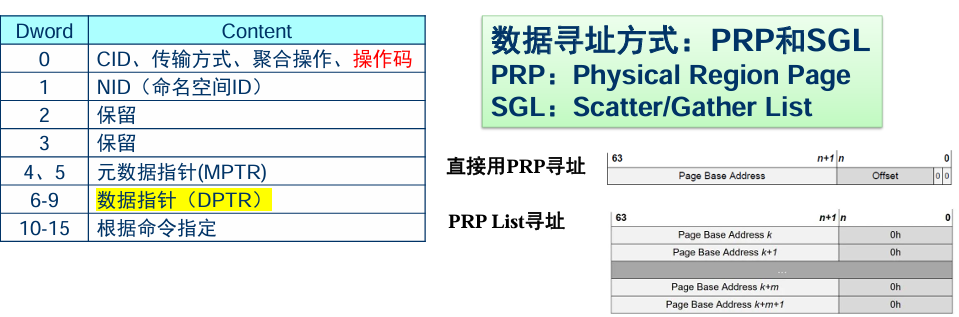 Dword Content
0 CID、传输方式、聚合操作、操作码
1 NID（命名空间ID）
2 保留
3 保留
4、5 元数据指针(MPTR)
6-9 数据指针（DPTR）
10-15 根据命令指定
数据寻址方式：PRP和SGL
PRP：Physical Region Page
SGL：Scatter/Gather List
直接用PRP寻址
63 n+1 n 0
Page Base Address Offset 0 0
PRP List寻址
63 n+1 n 0
Page Base Address k 0h
Page Base Address k+1 0h
...
Page Base Address k+m 0h
Page Base Address k+m+1 0h